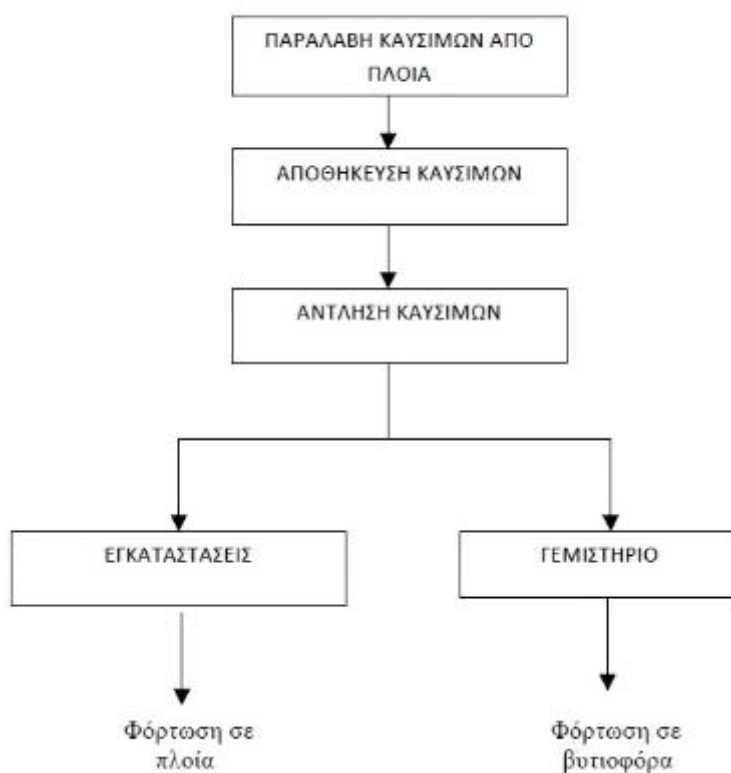 ΠΑΡΑΛΑΒΗ ΚΑΥΣΙΜΩΝ ΑΠΟ
ΠΛΟΙΑ
ΑΠΟΘΗΚΕΥΣΗ ΚΑΥΣΙΜΩΝ
ΑΝΤΛΗΣΗ ΚΑΥΣΙΜΩΝ
ΕΓΚΑΤΑΣΤΑΣΕΙΣ
ΓΕΜΙΣΤΗΡΙΟ
Φόρτωση σε
πλοία
Φόρτωση σε
βυτιοφόρα